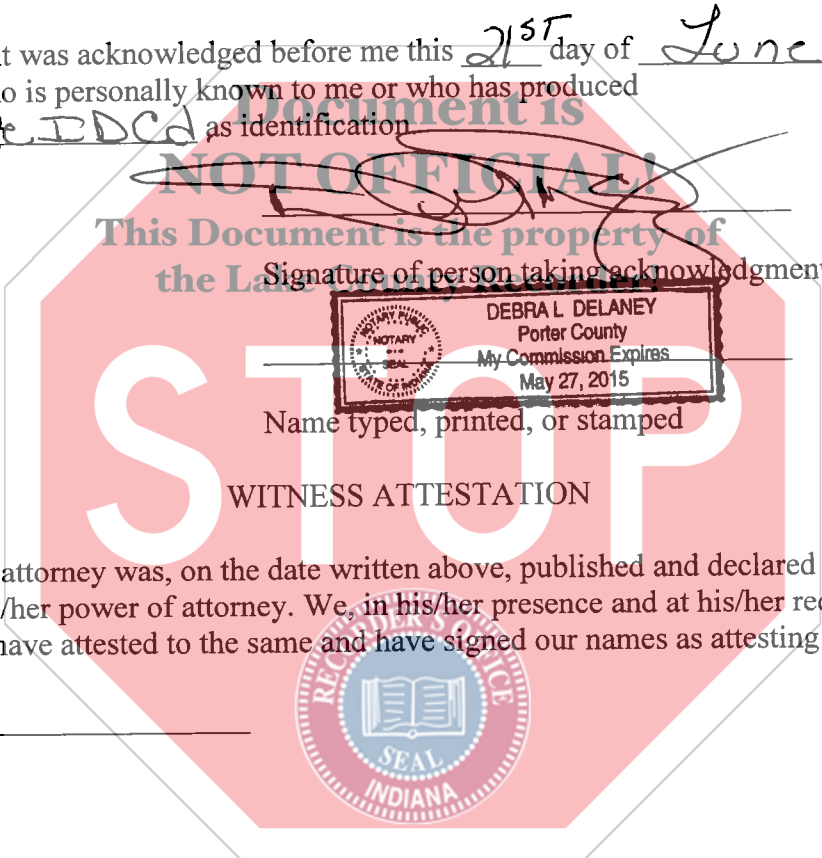 t was acknowledged before me this 21ST day of June
o is personally known to me or who has produced
Document is
e IDCd as identification
NOT OFFICIAL!
This Document is the property of
the Lake County Recorder!
Signature of person taking acknowledgment
DEBRA L DELANEY
Porter County
My Commission Expires
May 27, 2015
NOTARY PUBLIC
NOTARY
SEAL
STATE OF INDIANA
Name typed, printed, or stamped
STOP
WITNESS ATTESTATION
attorney was, on the date written above, published and declared
/her power of attorney. We, in his/her presence and at his/her re
have attested to the same and have signed our names as attesting
RECORDER'S OFFICE
SEAL
INDIANA